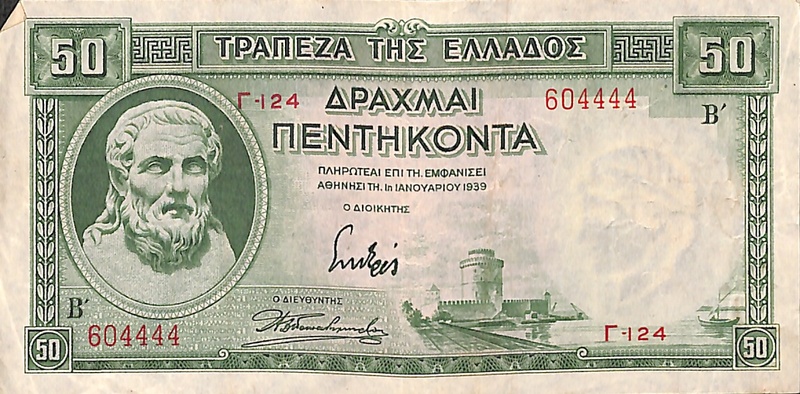 50 ΤΡΑΠΕΖΑ ΤΗΣ ΕΛΛΑΔΟΣ 50
Γ-124 ΔΡΑΧΜΑΙ 604444
ΠΕΝΤΗΚΟΝΤΑ Β′
ΠΛΗΡΩΤΕΑΙ ΕΠΙ ΤΗ. ΕΜΦΑΝΙΣΕΙ
ΑΘΗΝΗΣΙ ΤΗ. 1η ΙΑΝΟΥΑΡΙΟΥ 1939
Ο ΔΙΟΙΚΗΤΗΣ
Ο ΔΙΕΥΘΥΝΤΗΣ
Β′
604444 Γ-124
50 50